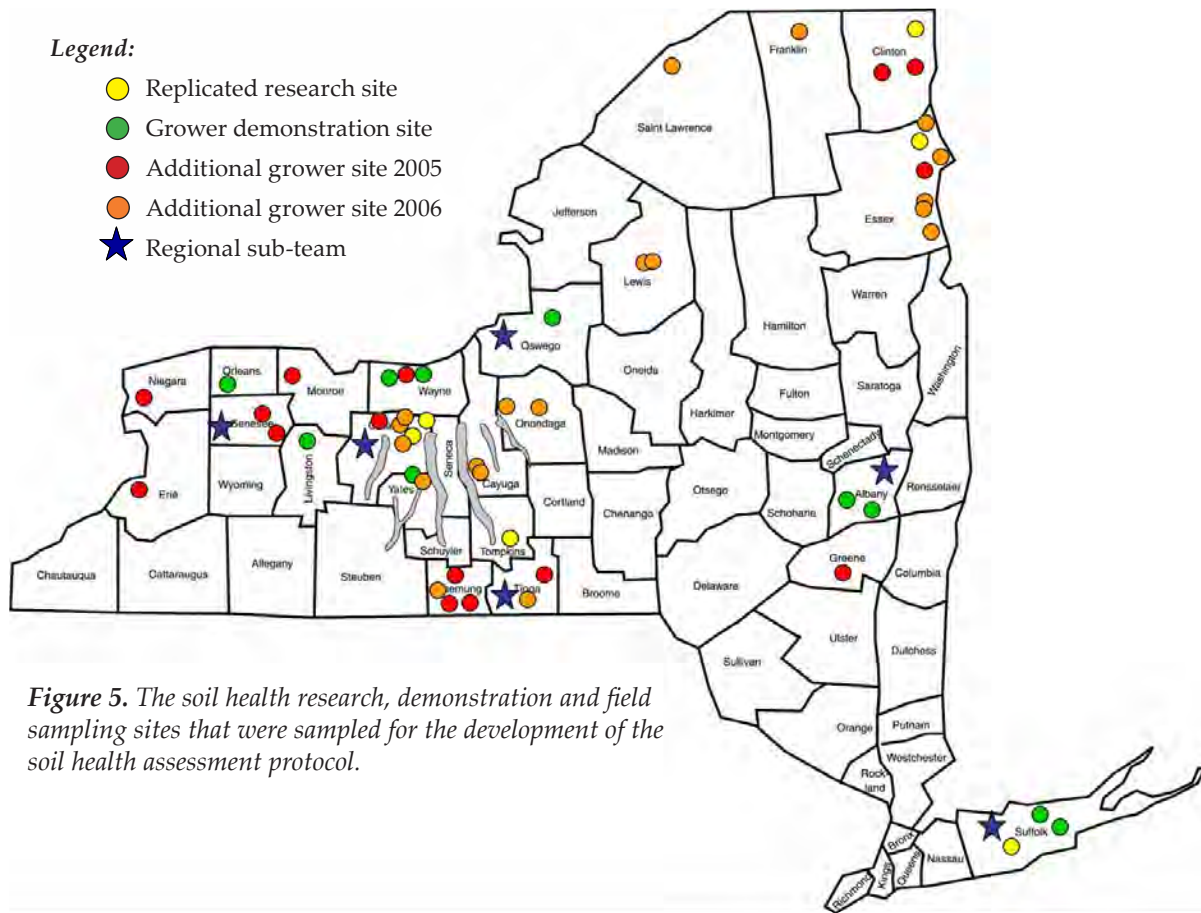 Legend:
Replicated research site
Grower demonstration site
Additional grower site 2005
Additional grower site 2006
Regional sub-team
Franklin
Clinton
Saint Lawrence
Essex
Jefferson
Lewis
Warren
Hamilton
Washington
Oswego
Oneida
Herkimer
Fulton
Saratoga
Montgomery
Schenectady
Niagara
Orleans
Monroe
Wayne
Genesee
Onondaga
Madison
Seneca
Cayuga
Erie
Wyoming
Livingston
Yates
Cortland
Chenango
Otsego
Schoharie
Albany
Rensselaer
Chautauqua
Cattaraugus
Allegany
Steuben
Schuyler
Tompkins
Tioga
Broome
Delaware
Greene
Columbia
Ulster
Dutchess
Sullivan
Orange
Putnam
Westchester
Rock
land
Bronx
Suffolk
Nassau
Queens
Kings
Richmond
Figure 5. The soil health research, demonstration and field
sampling sites that were sampled for the development of the
soil health assessment protocol.